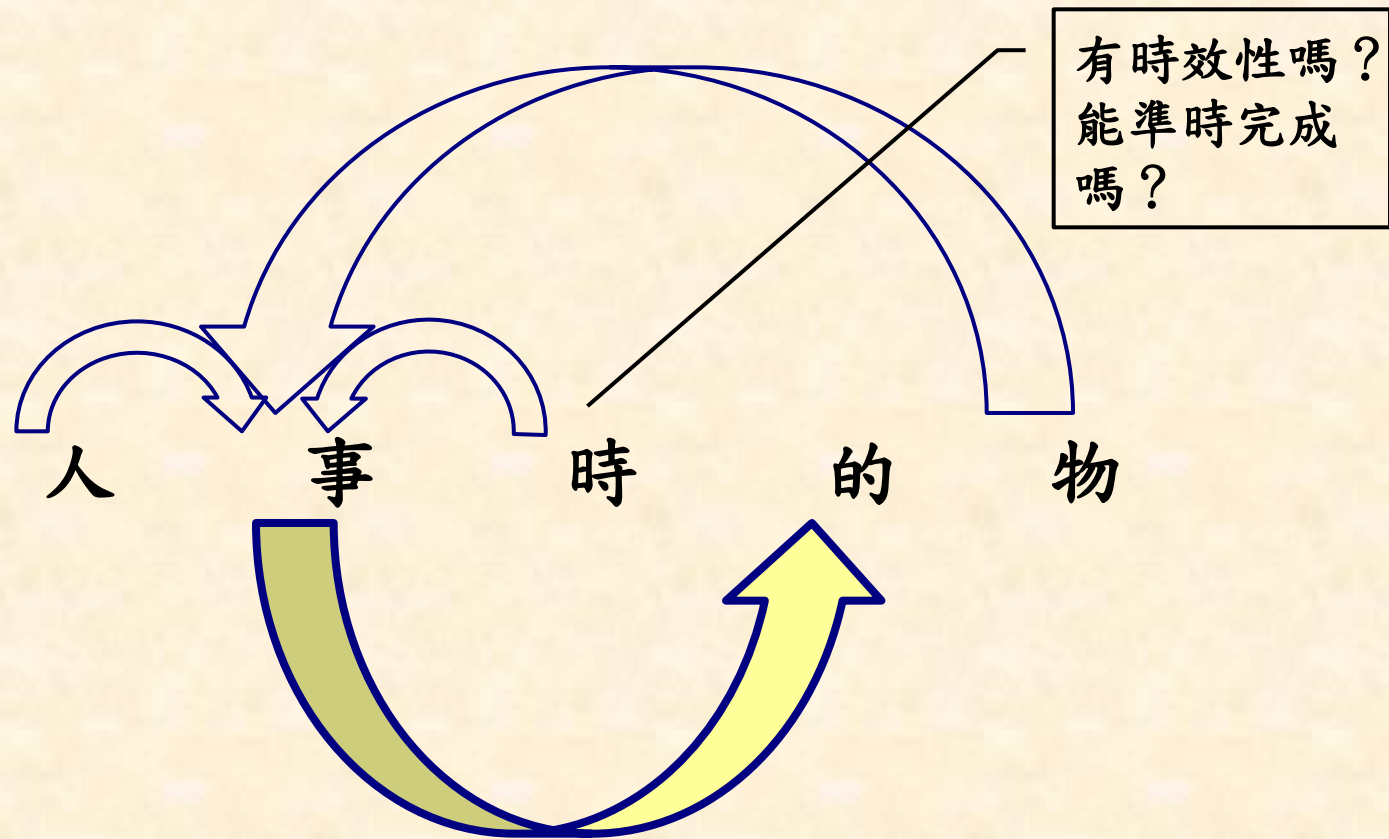 有時效性嗎？
能準時完成
嗎？
人 事 時 的 物